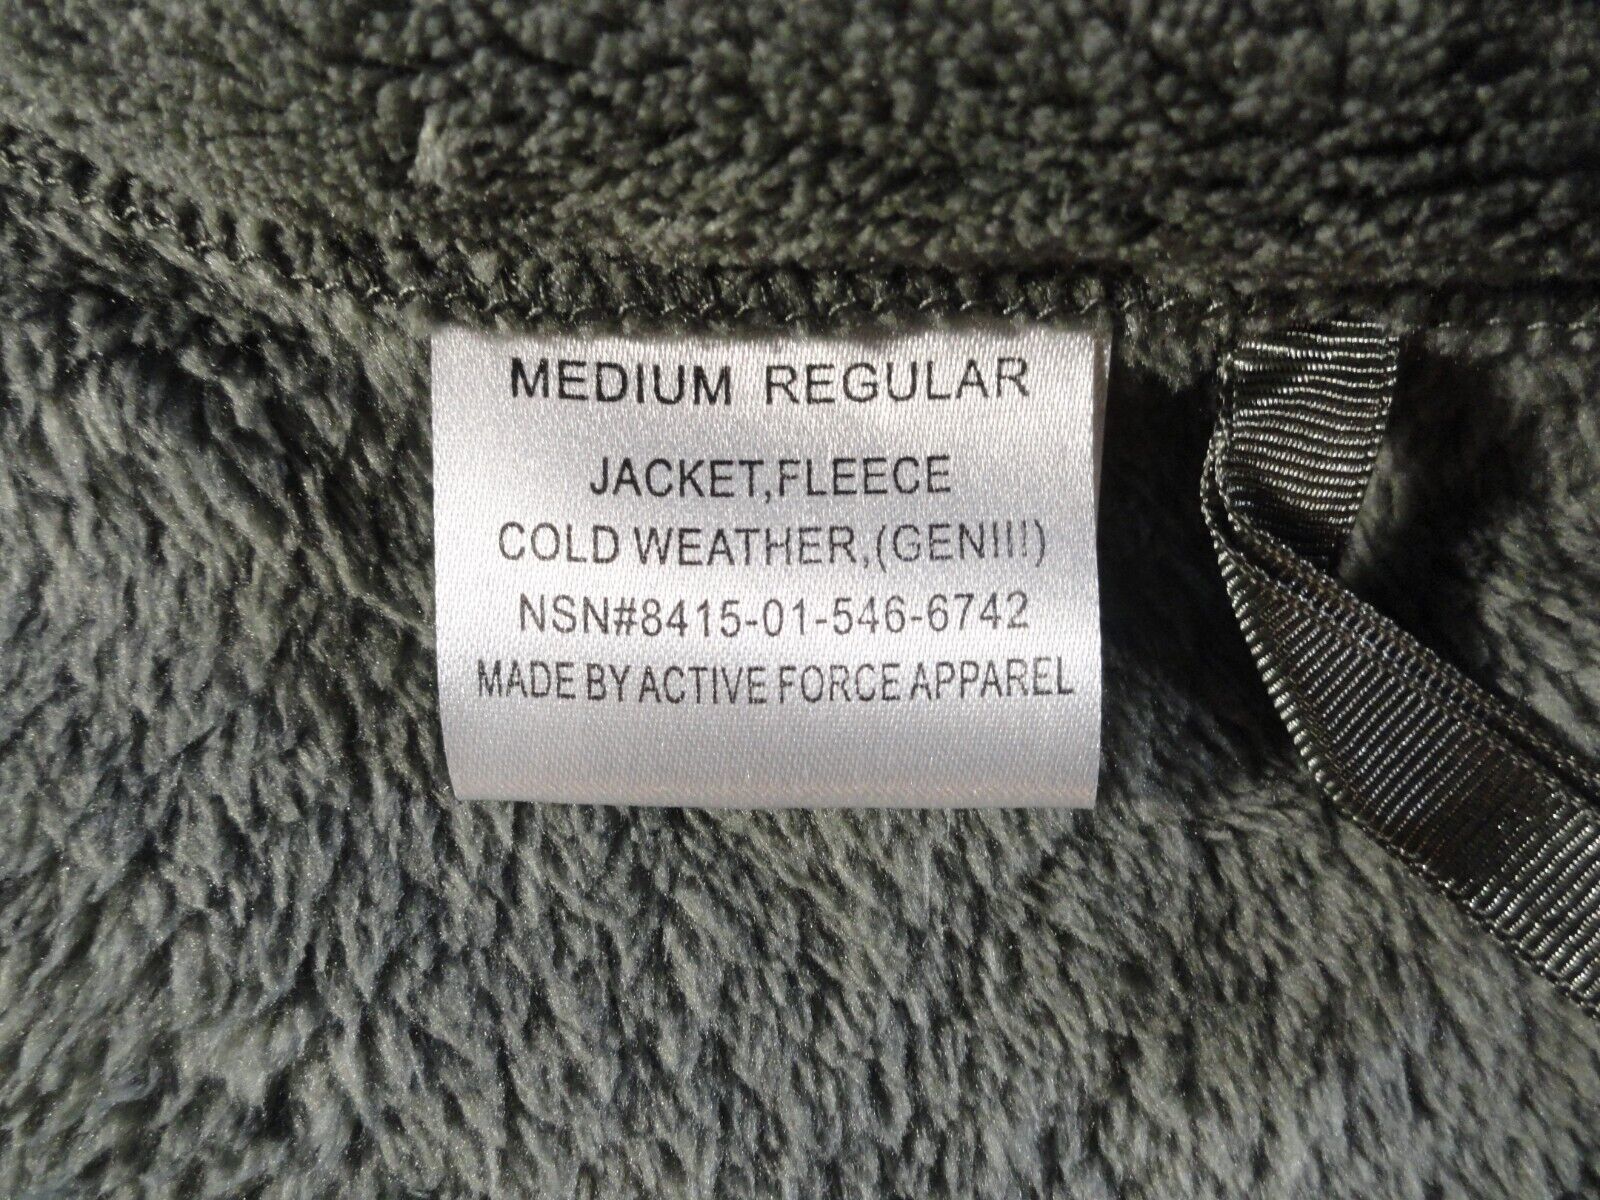 MEDIUM REGULAR
JACKET,FLEECE
COLD WEATHER,(GENIII)
NSN#8415-01-546-6742
MADE BY ACTIVE FORCE APPAREL